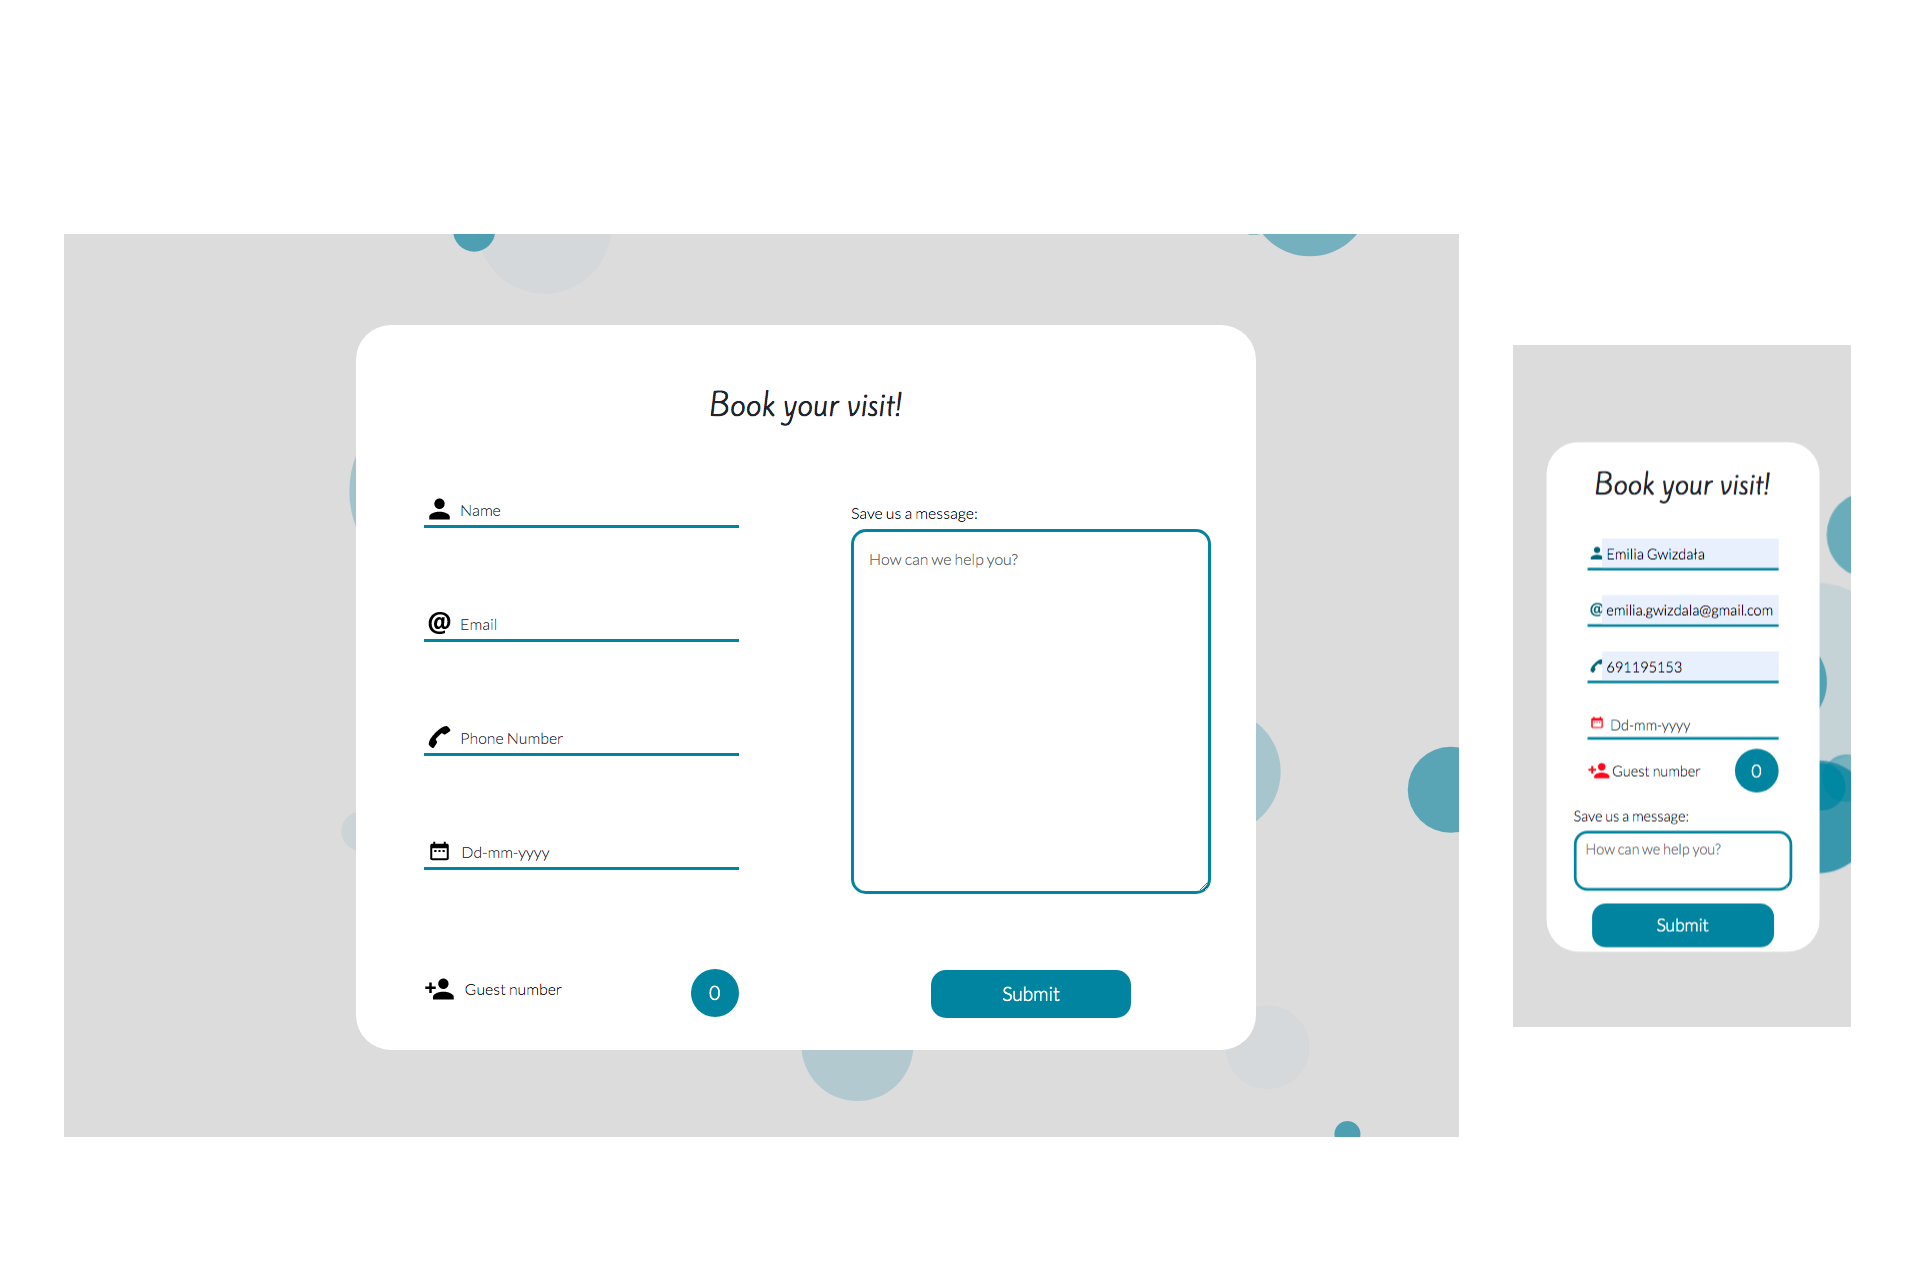 Book your visit!
Name
Email
Phone Number
Dd-mm-yyyy
Guest number
0
Save us a message:
How can we help you?
Submit
Book your visit!
Emilia Gwizdała
@ emilia.gwizdala@gmail.com
691195153
Dd-mm-yyyy
Guest number
0
Save us a message:
How can we help you?
Submit